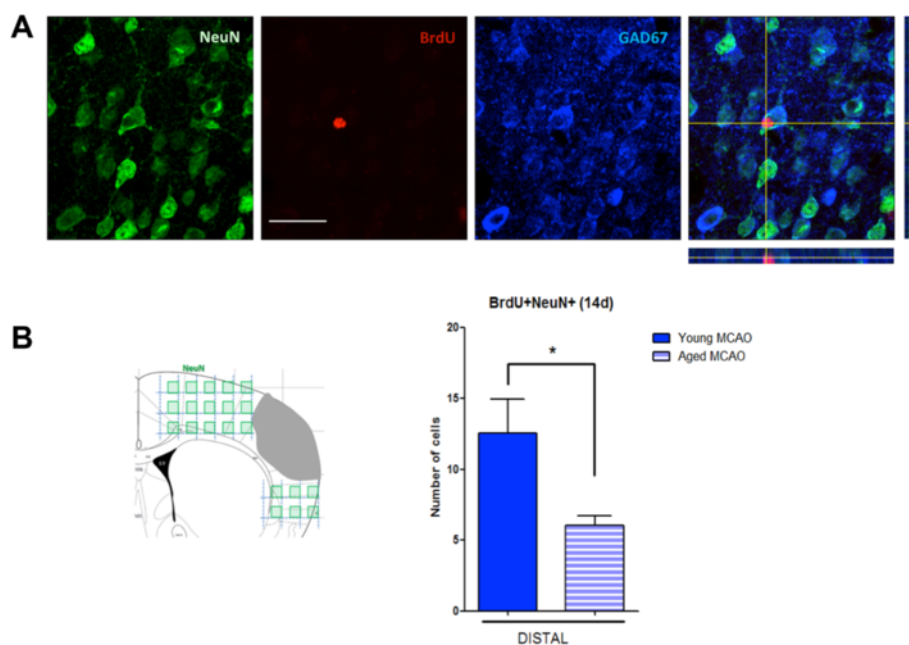 A
NeuN
BrdU
GAD67
B
NeuN
BrdU+NeuN+ (14d)
20
15
10
5
0
Number of cells
*
Young MCAO
Aged MCAO
DISTAL